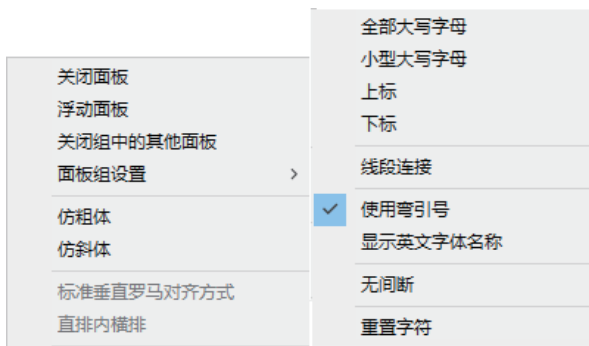 关闭面板
浮动面板
关闭组中的其他面板
面板组设置
仿粗体
仿斜体
标准垂直罗马对齐方式
直排内横排
全部大写字母
小型大写字母
上标
下标
线段连接
使用弯引号
显示英文字体名称
无间断
重置字符